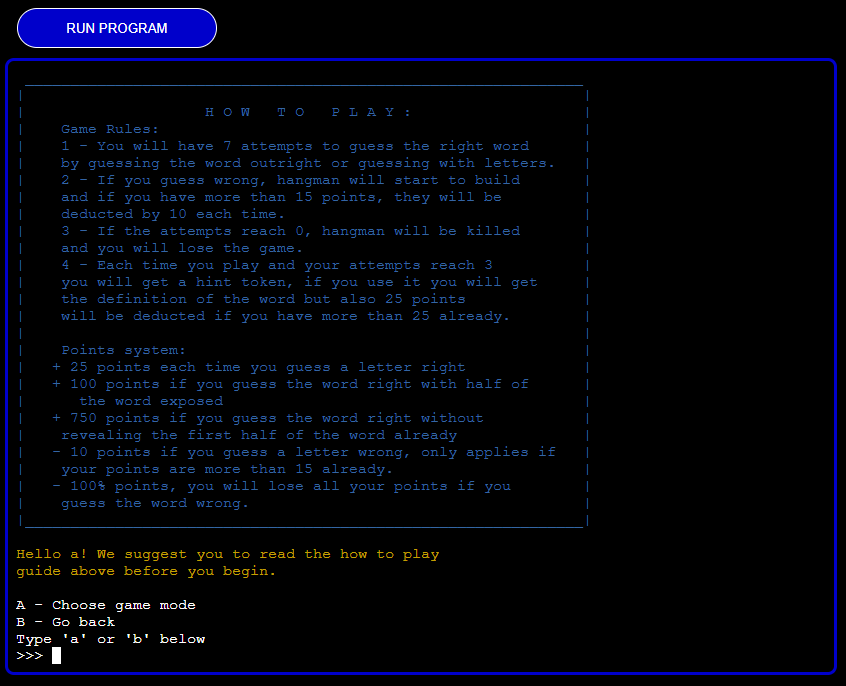 RUN PROGRAM
H O W   T O   P L A Y :
Game Rules:
1 - You will have 7 attempts to guess the right word
by guessing the word outright or guessing with letters.
2 - If you guess wrong, hangman will start to build
and if you have more than 15 points, they will be
deducted by 10 each time.
3 - If the attempts reach 0, hangman will be killed
and you will lose the game.
4 - Each time you play and your attempts reach 3
you will get a hint token, if you use it you will get
the definition of the word but also 25 points
will be deducted if you have more than 25 already.
Points system:
+ 25 points each time you guess a letter right
+ 100 points if you guess the word right with half of
the word exposed
+ 750 points if you guess the word right without
revealing the first half of the word already
- 10 points if you guess a letter wrong, only applies if
your points are more than 15 already.
- 100% points, you will lose all your points if you
guess the word wrong.
Hello a! We suggest you to read the how to play
guide above before you begin.
A - Choose game mode
B - Go back
Type 'a' or 'b' below
>>>